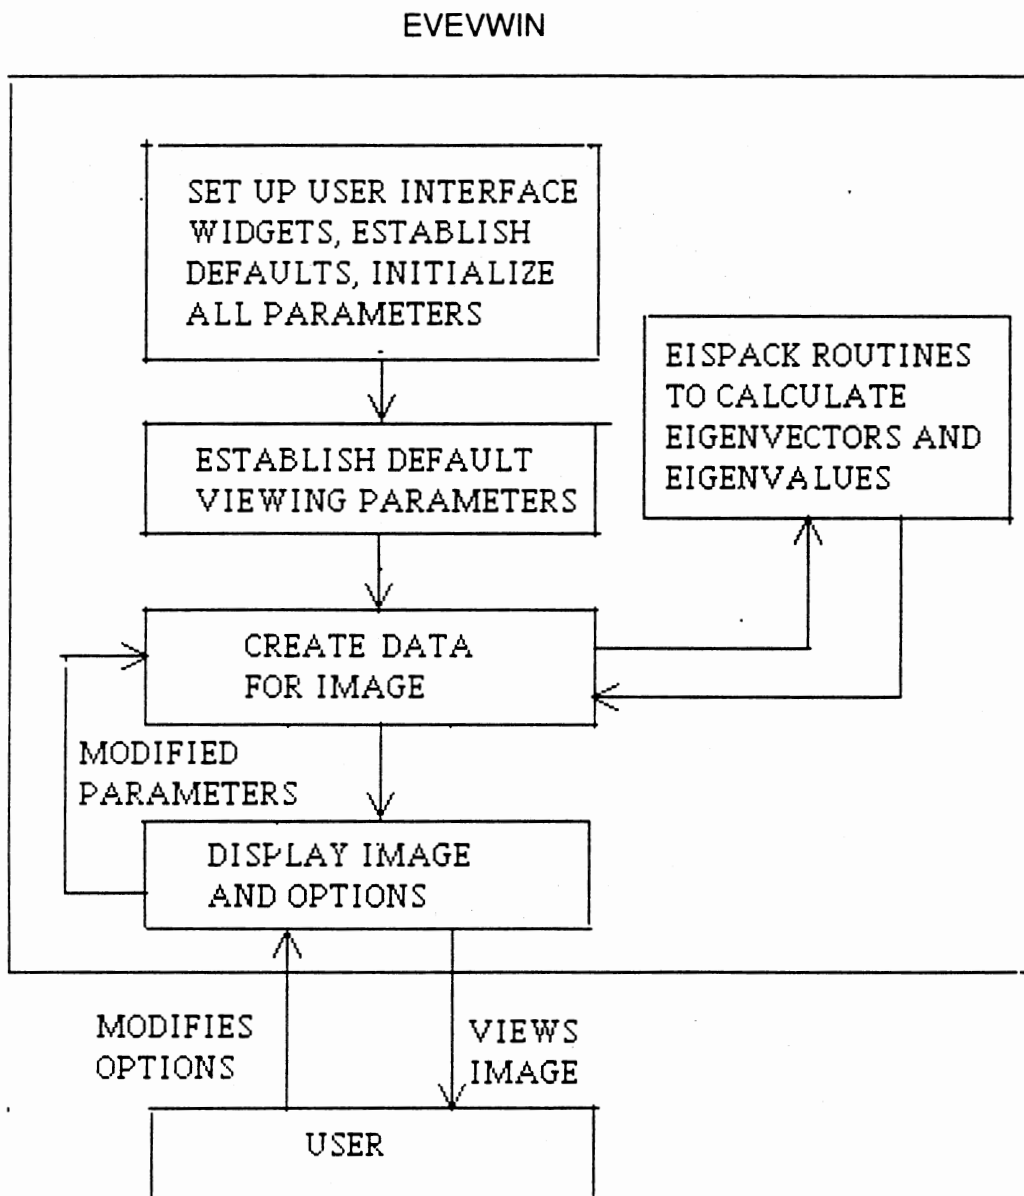 EVEVWIN
SET UP USER INTERFACE
WIDGETS, ESTABLISH
DEFAULTS, INITIALIZE
ALL PARAMETERS
EISPACK ROUTINES
TO CALCULATE
EIGENVECTORS AND
EIGENVALUES
ESTABLISH DEFAULT
VIEWING PARAMETERS
CREATE DATA
FOR IMAGE
MODIFIED
PARAMETERS
DISPLAY IMAGE
AND OPTIONS
MODIFIES
OPTIONS
VIEWS
IMAGE
USER